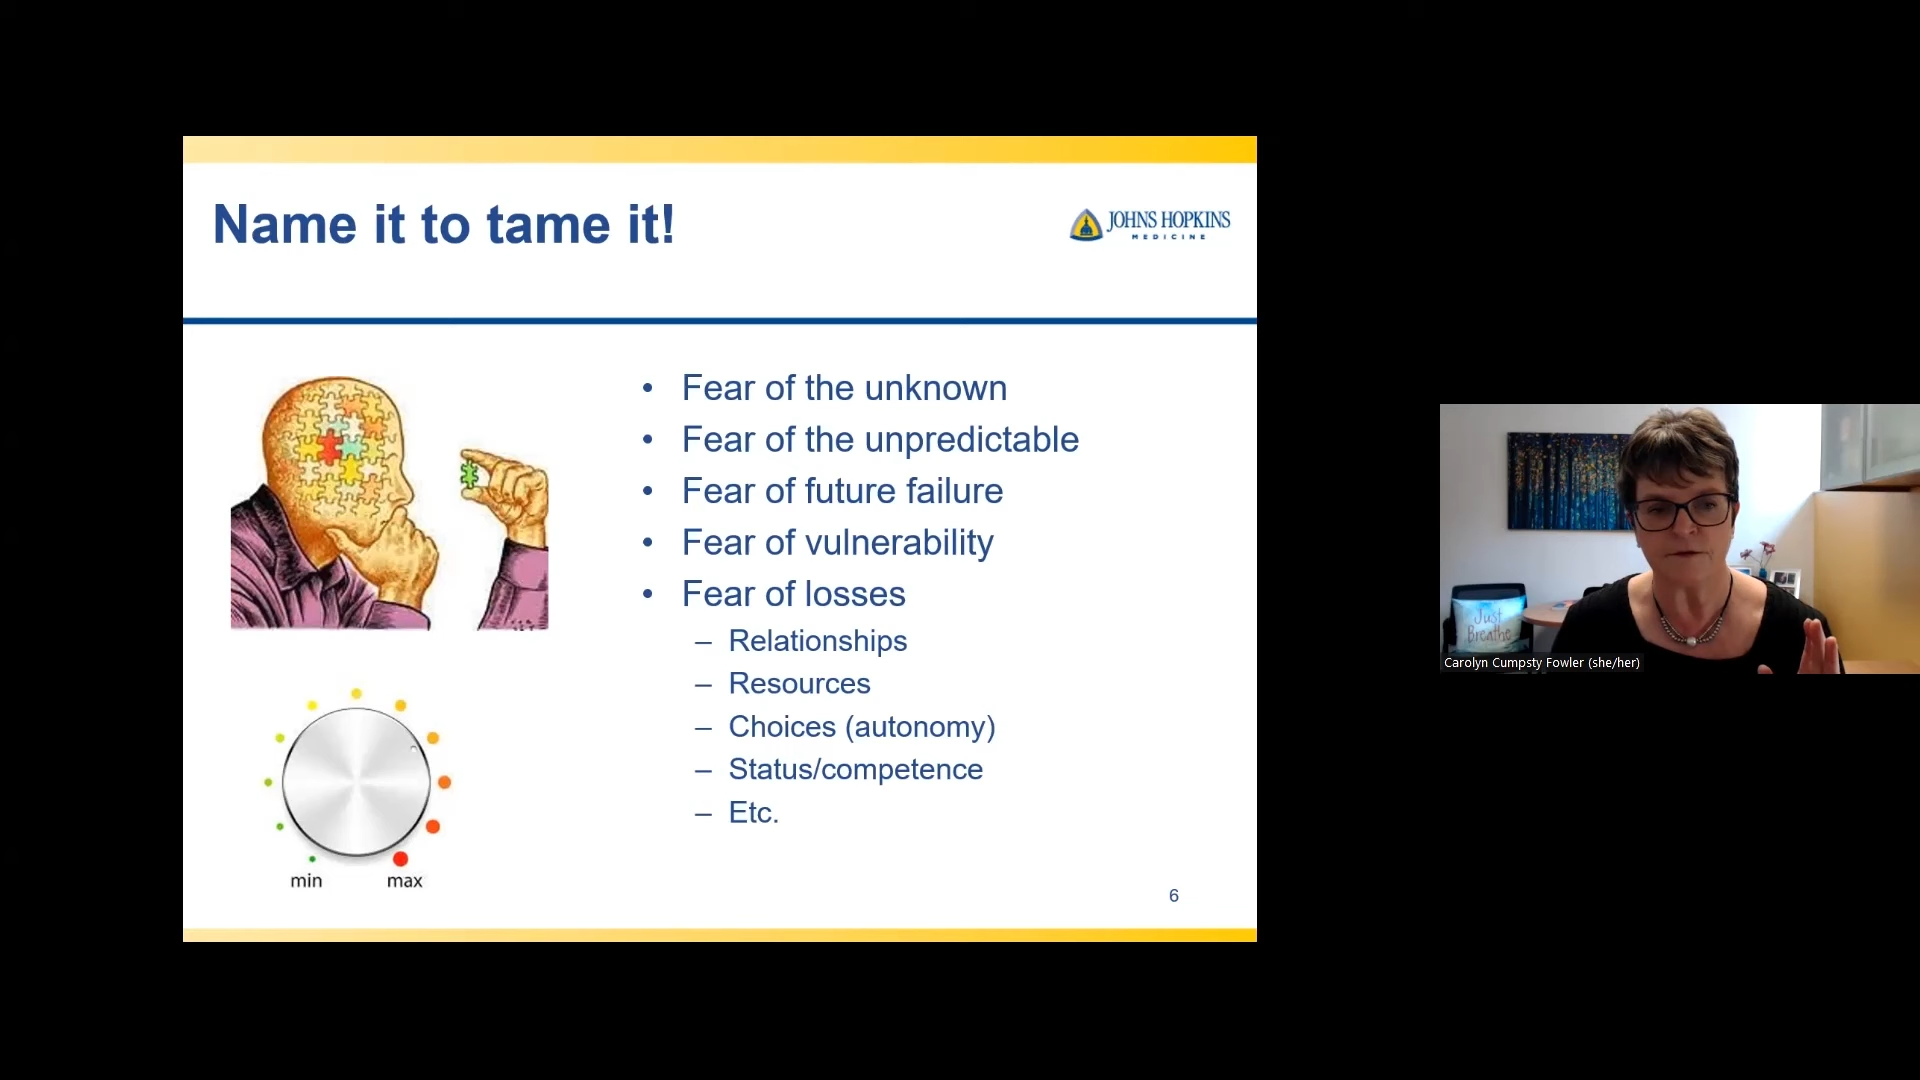 Name it to tame it!
JOHNS HOPKINS
MEDICINE
• Fear of the unknown
• Fear of the unpredictable
• Fear of future failure
• Fear of vulnerability
• Fear of losses
– Relationships
– Resources
– Choices (autonomy)
– Status/competence
– Etc.
min max
6
Just
Breathe
Carolyn Cumpsty Fowler (she/her)